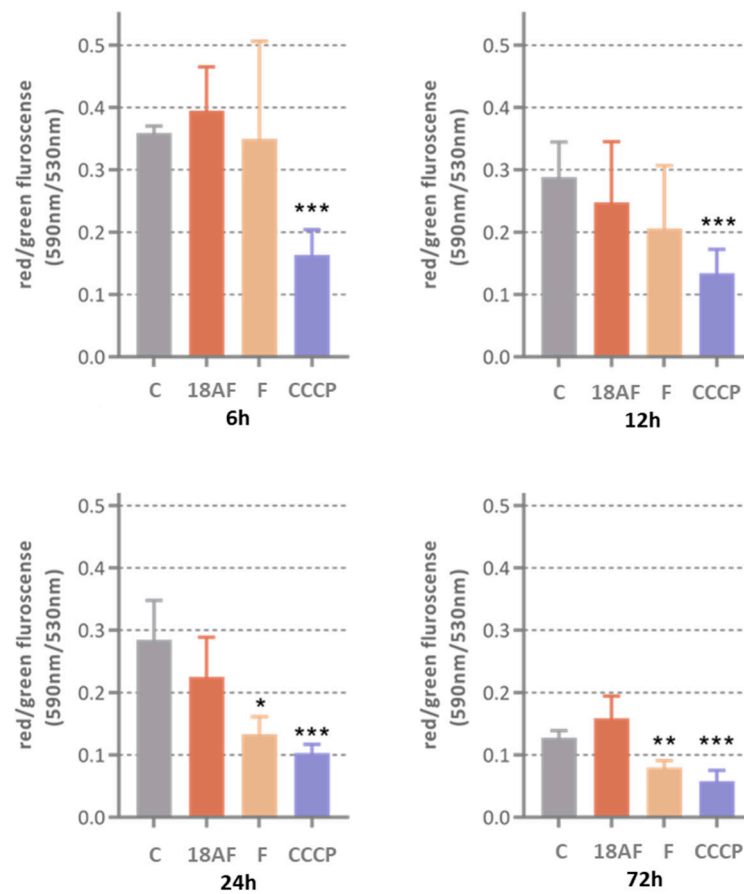 red/green fluroscense
(590nm/530nm)
0.5
0.4
0.3
0.2
0.1
0.0
***
C 18AF F CCCP
6h
red/green fluroscense
(590nm/530nm)
0.5
0.4
0.3
0.2
0.1
0.0
***
C 18AF F CCCP
12h
red/green fluroscense
(590nm/530nm)
0.5
0.4
0.3
0.2
0.1
0.0
* ***
C 18AF F CCCP
24h
red/green fluroscense
(590nm/530nm)
0.5
0.4
0.3
0.2
0.1
0.0
** ***
C 18AF F CCCP
72h